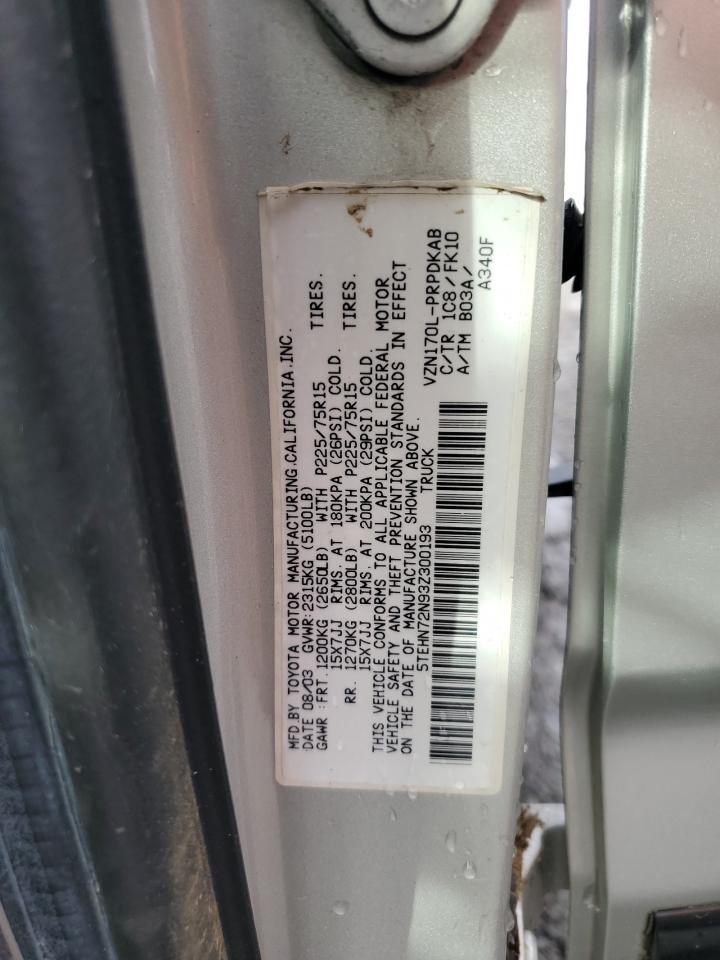 MFD BY TOYOTA MOTOR MANUFACTURING.CALIFORNIA.INC.
DATE 08/03 GVWR:2315KG (5100LB)
GAWR :FRT.1200KG (2650LB) WITH P225/75R15 TIRES.
15X7JJ RIMS. AT 180KPA (26PSI) COLD.
RR. 1270KG (2800LB) WITH P225/75R15 TIRES.
15X7JJ RIMS. AT 200KPA (29PSI) COLD.
THIS VEHICLE CONFORMS TO ALL APPLICABLE FEDERAL MOTOR
VEHICLE SAFETY AND THEFT PREVENTION STANDARDS IN EFFECT
ON THE DATE OF MANUFACTURE SHOWN ABOVE.
5TEHN72N93Z300193 TRUCK
VZN170L-PRPDKAB
C/TR 1C8/FK10
A/TM B03A/
A340F